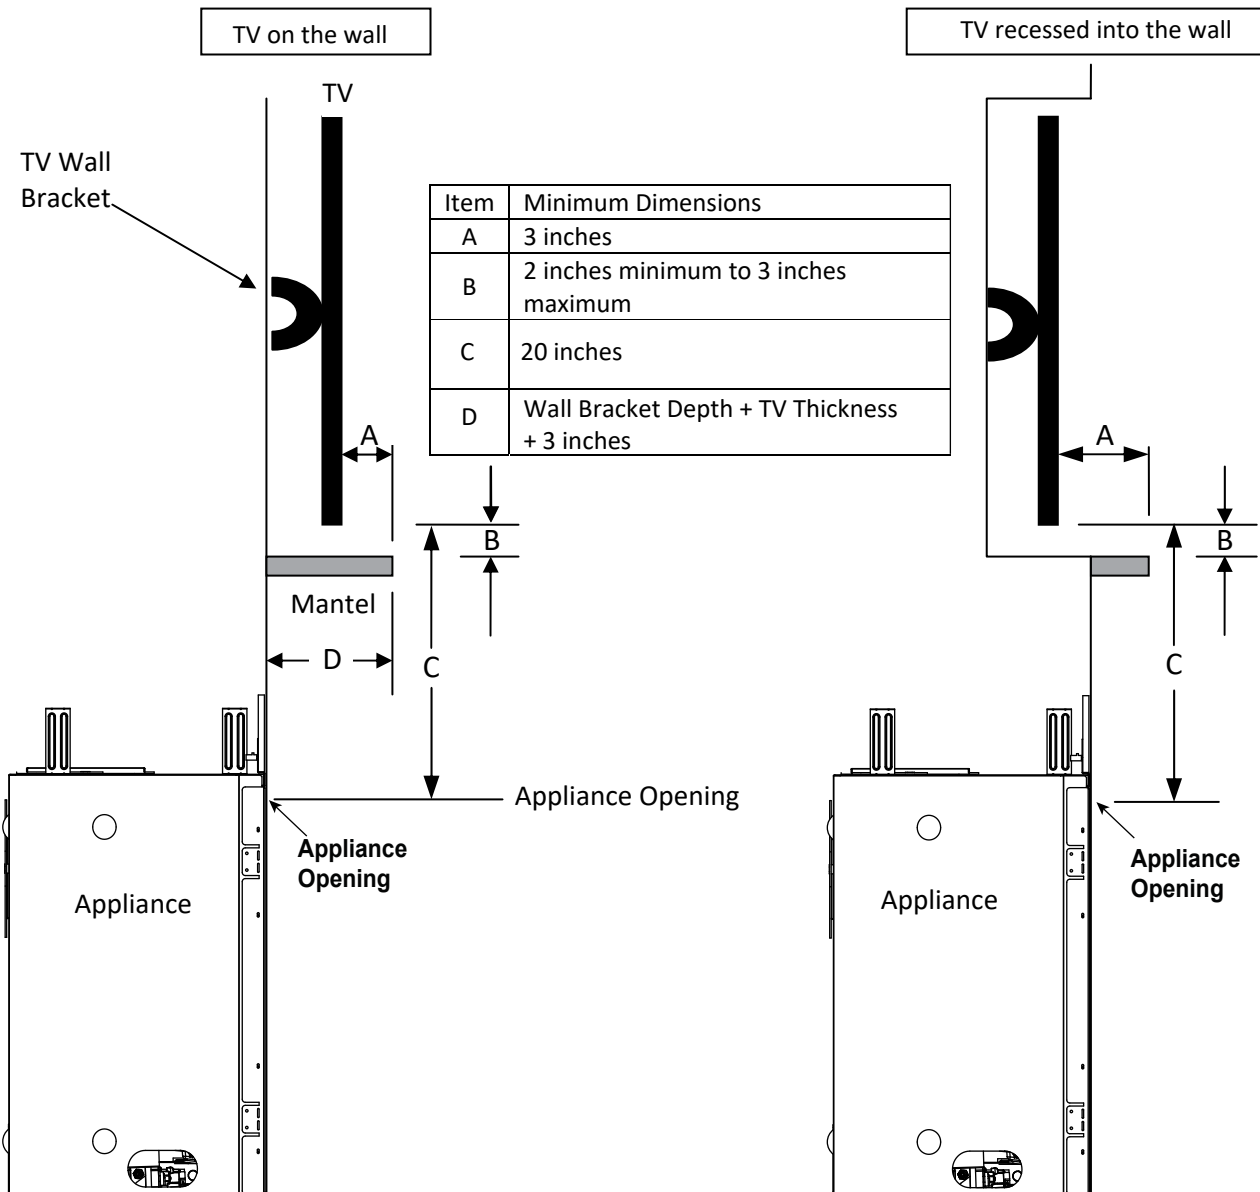 TV on the wall
TV recessed into the wall
TV
TV Wall
Bracket
Item Minimum Dimensions
A 3 inches
B 2 inches minimum to 3 inches
maximum
C 20 inches
D Wall Bracket Depth + TV Thickness
+ 3 inches
A
B
Mantel
D
C
Appliance Opening
Appliance
Opening
Appliance
A
B
C
Appliance
Opening
Appliance